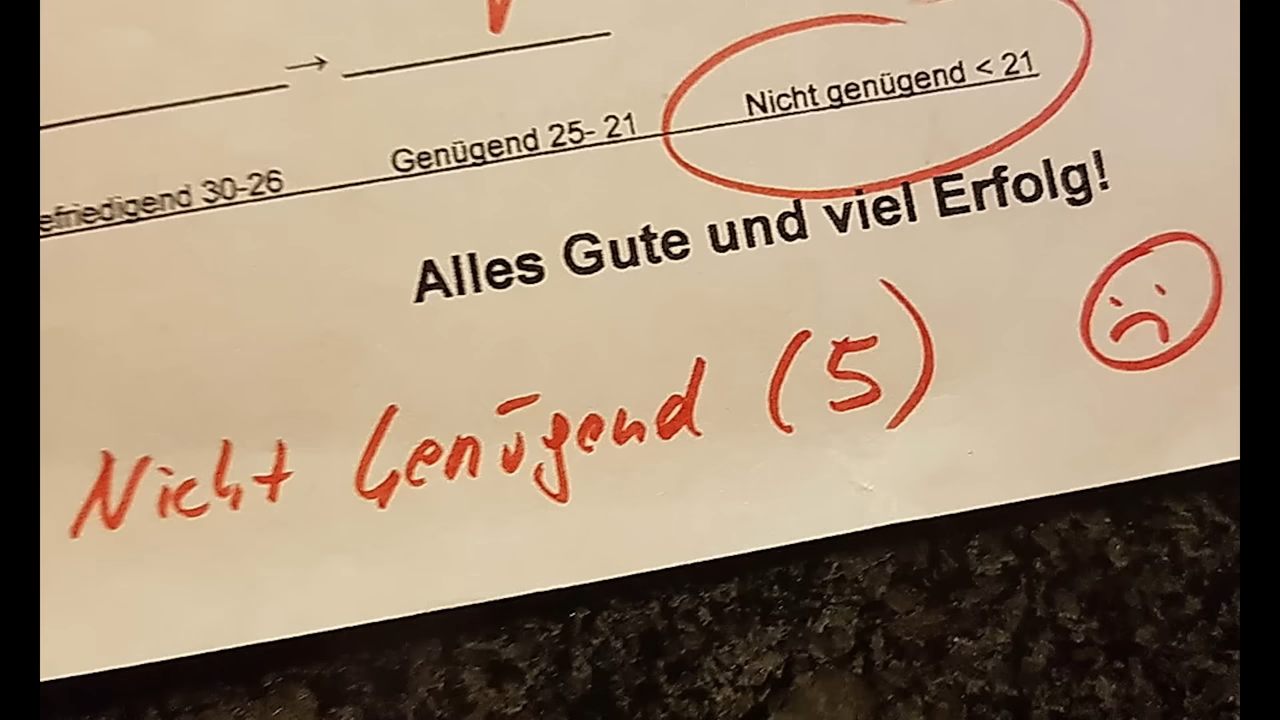 →
efriedigend 30-26 Genügend 25- 21 Nicht genügend < 21
Alles Gute und viel Erfolg!
Nicht Genügend (5)